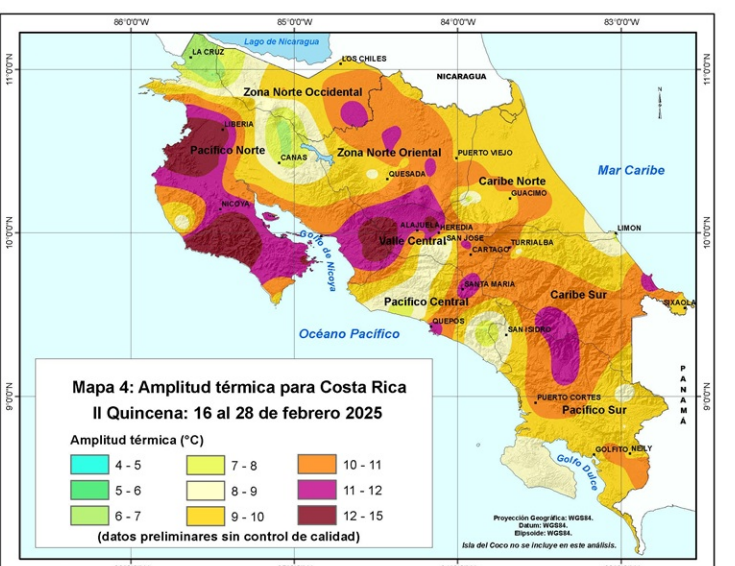 86°0'0"W 85°0'0"W 84°0'0"W 83°0'0"W
11°0'0"N
11°0'0"N
10°0'0"N
10°0'0"N
9°0'0"N
9°0'0"N
Lago de Nicaragua
LA CRUZ
LOS CHILES
NICARAGUA
N
Zona Norte Occidental
LIBERIA
Pacífico Norte
CANAS
Zona Norte Oriental
PUERTO VIEJO
Mar Caribe
QUESADA
Caribe Norte
GUACIMO
NICOYA
Golfo de Nicoya
ALAJUELA
HEREDIA
Valle Central
SAN JOSE
CARTAGO
TURRIALBA
LIMON
SANTA MARIA
Caribe Sur
Pacífico Central
SIXAOLA
QUEPOS
SAN ISIDRO
Océano Pacífico
PANAMÁ
PUERTO CORTES
Pacífico Sur
GOLFITO
NEILY
Golfo Dulce
Mapa 4: Amplitud térmica para Costa Rica
II Quincena: 16 al 28 de febrero 2025
Amplitud térmica (°C)
4 - 5 7 - 8 10 - 11
5 - 6 8 - 9 11 - 12
6 - 7 9 - 10 12 - 15
(datos preliminares sin control de calidad)
Proyección Geográfica: WGS84.
Datum: WGS84.
Elipsoide: WGS84.
Isla del Coco no se incluye en este análisis.